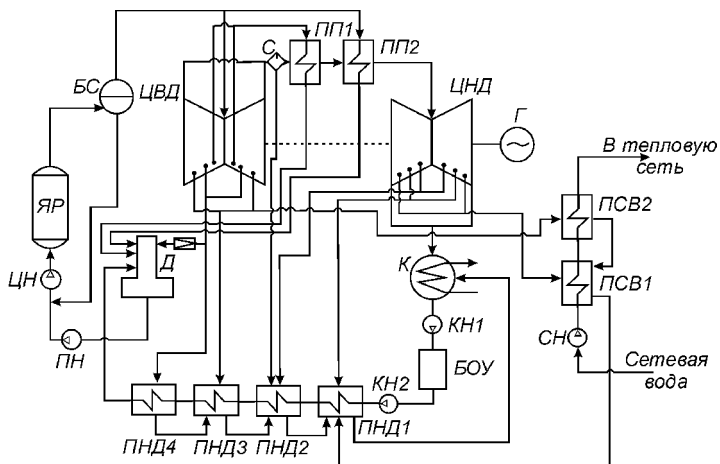 ПП1
ПП2
С
БС
ЦВД
ЦНД
Г
В тепловую
сеть
ЯР
ПСВ2
Д
К
ЦН
ПСВ1
КН1
СН
ПН
БОУ
Сетевая
вода
КН2
ПНД4
ПНД3
ПНД2
ПНД1